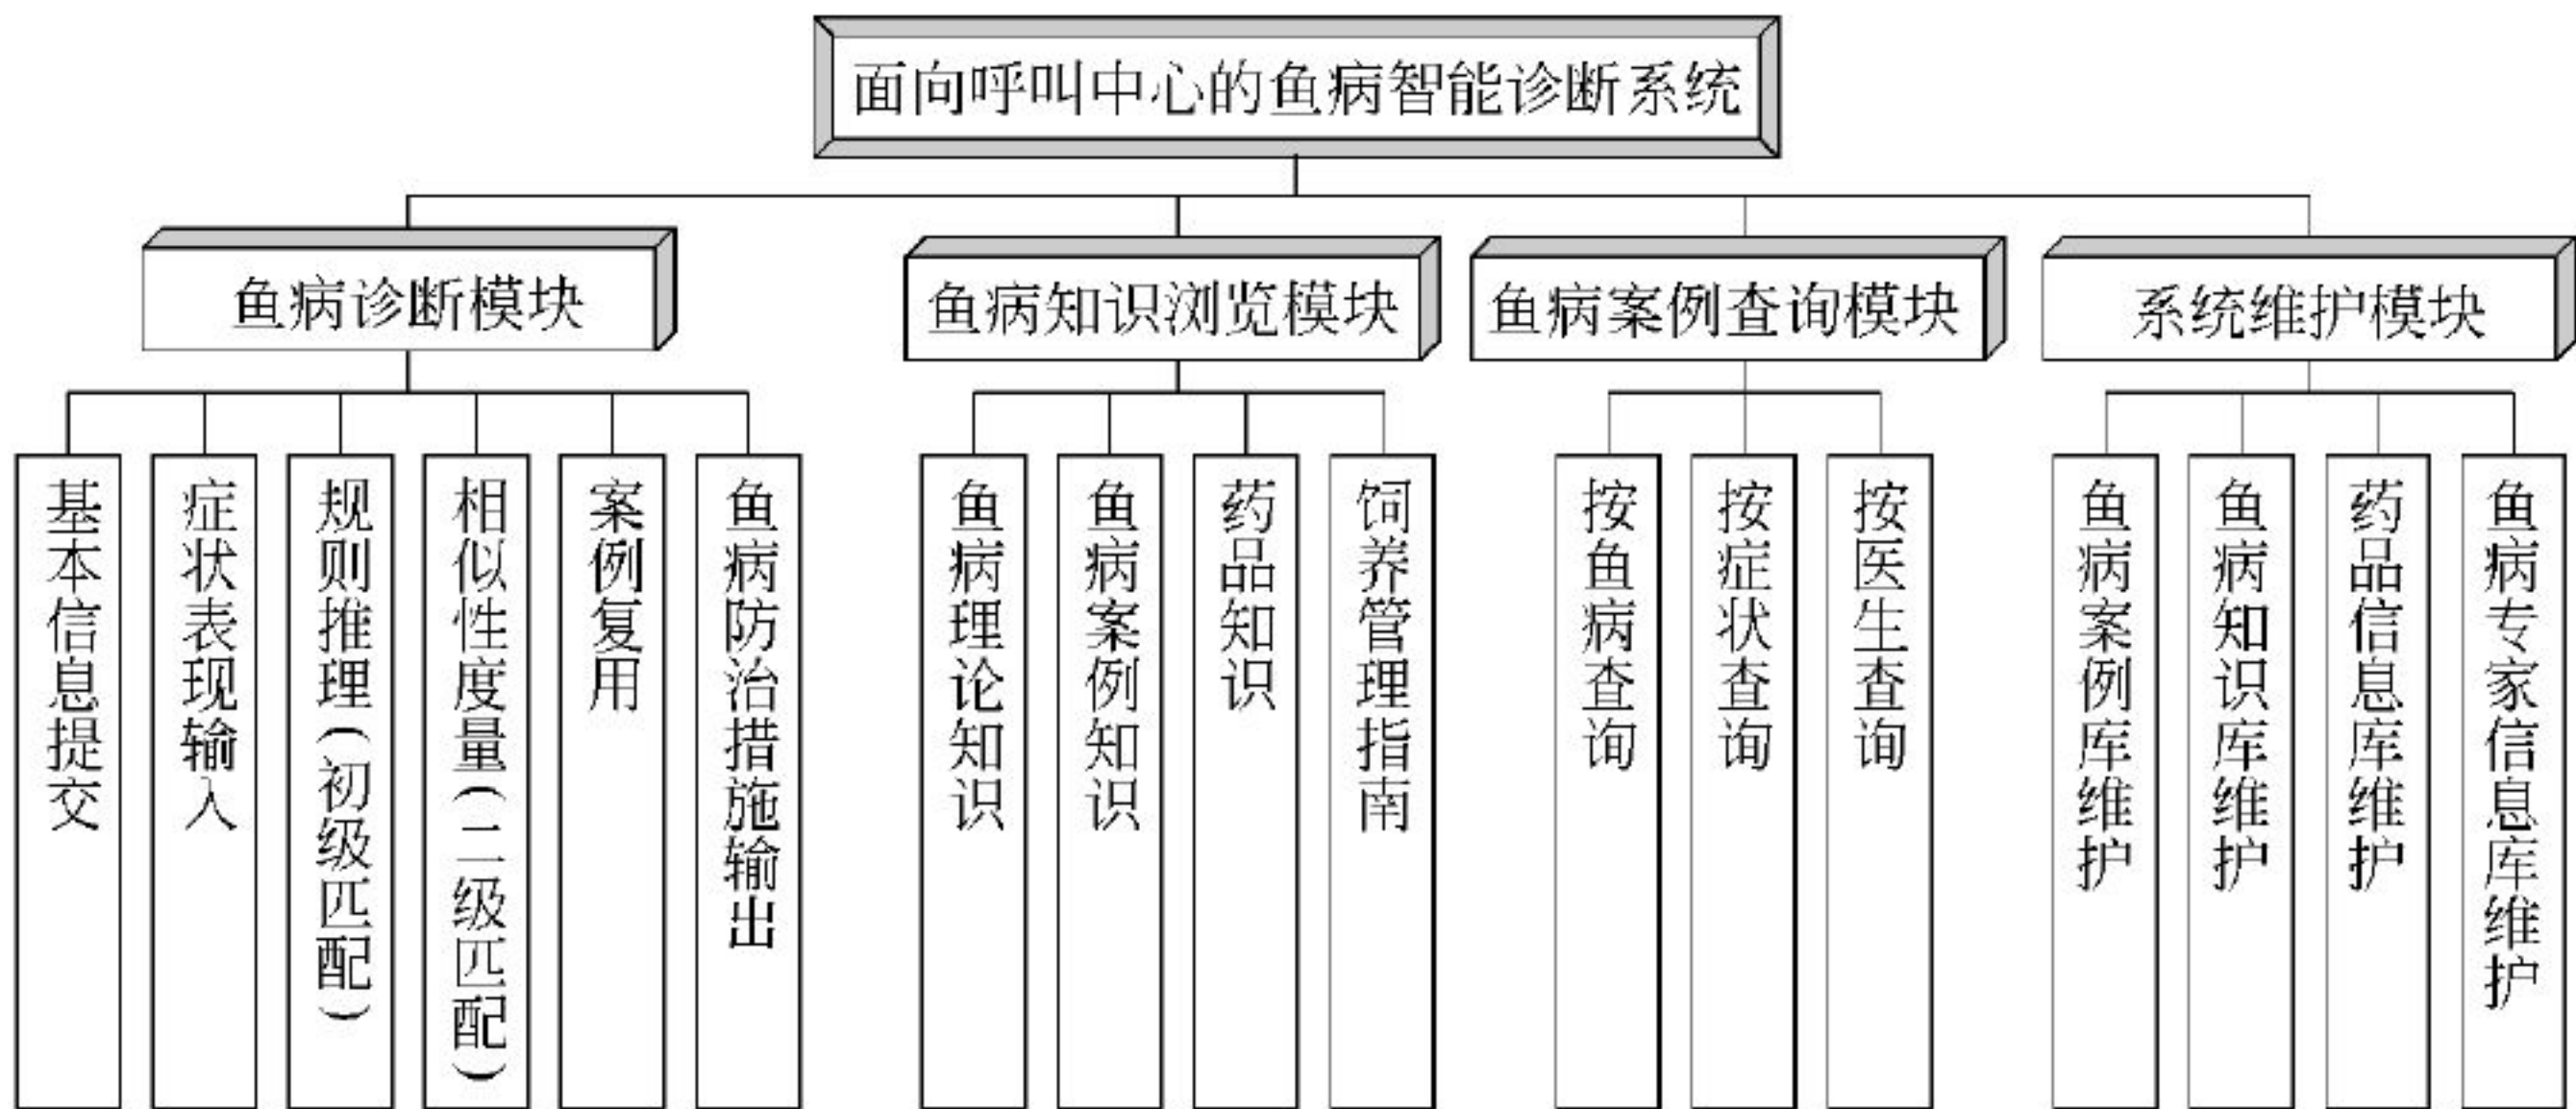 面向呼叫中心的鱼病智能诊断系统
鱼病诊断模块
鱼病知识浏览模块
鱼病案例查询模块
系统维护模块
基本信息提交
症状表现输入
规则推理(初级匹配)
相似性度量(二级匹配)
案例复用
鱼病防治措施输出
鱼病理论知识
鱼病案例知识
药品知识
饲养管理指南
按鱼病查询
按症状查询
按医生查询
鱼病案例库维护
鱼病知识库维护
药品信息库维护
鱼病专家信息库维护